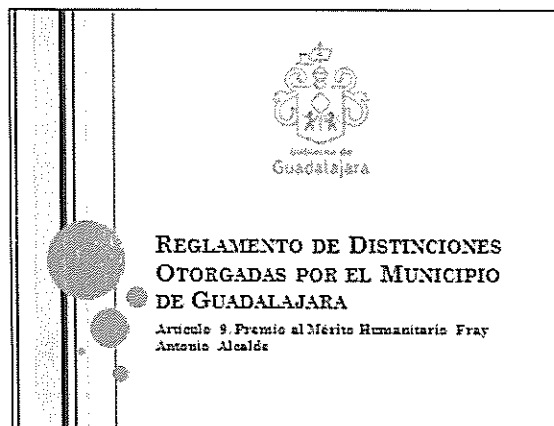 Gobierno de
Guadalajara
REGLAMENTO DE DISTINCIONES
OTORGADAS POR EL MUNICIPIO
DE GUADALAJARA
Artículo 9. Premio al Mérito Humanitario Fray
Antonio Alcalde